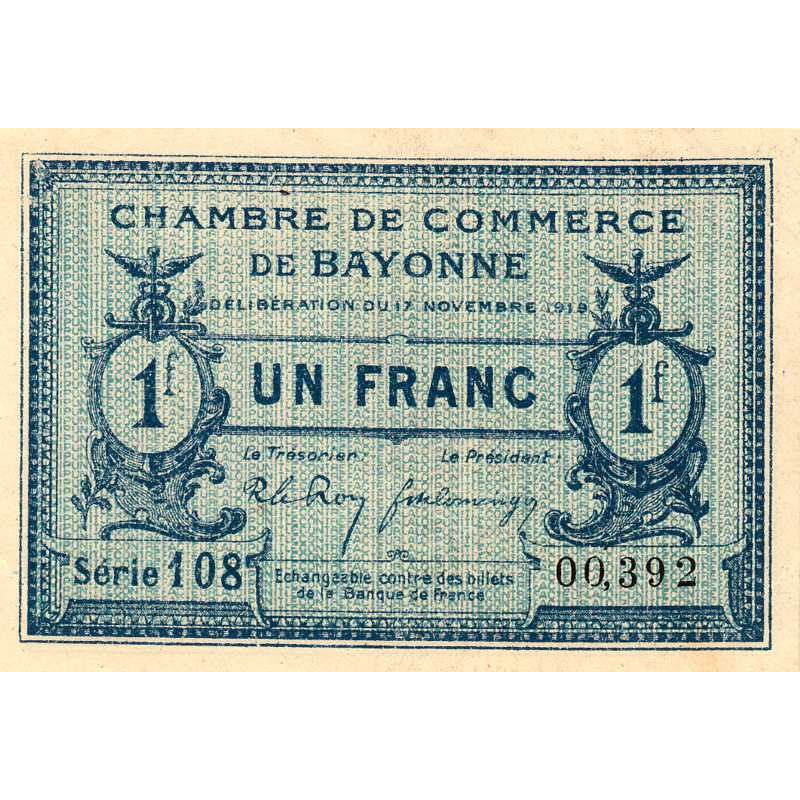 CHAMBRE DE COMMERCE
DE BAYONNE
DÉLIBÉRATION DU 17 NOVEMBRE 1919
1f UN FRANC 1f
Le Trésorier: Le Président:
Série 108 00,392
Echangeable contre des billets
de la Banque de France